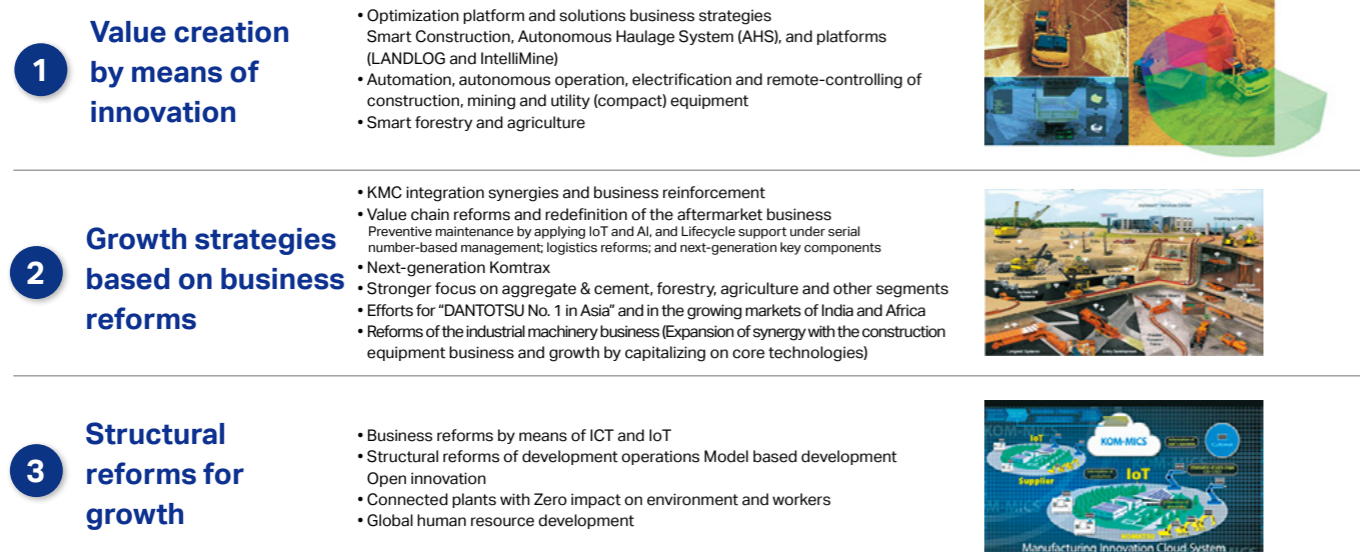 1
Value creation
by means of
innovation
• Optimization platform and solutions business strategies
Smart Construction, Autonomous Haulage System (AHS), and platforms
(LANDLOG and IntelliMine)
• Automation, autonomous operation, electrification and remote-controlling of
construction, mining and utility (compact) equipment
• Smart forestry and agriculture
2
Growth strategies
based on business
reforms
• KMC integration synergies and business reinforcement
• Value chain reforms and redefinition of the aftermarket business
Preventive maintenance by applying IoT and AI, and Lifecycle support under serial
number-based management; logistics reforms; and next-generation key components
• Next-generation Komtrax
• Stronger focus on aggregate & cement, forestry, agriculture and other segments
• Efforts for “DANTOTSU No. 1 in Asia” and in the growing markets of India and Africa
• Reforms of the industrial machinery business (Expansion of synergy with the construction
equipment business and growth by capitalizing on core technologies)
3
Structural
reforms for
growth
• Business reforms by means of ICT and IoT
• Structural reforms of development operations Model based development
Open innovation
• Connected plants with Zero impact on environment and workers
• Global human resource development
KOM-MICS
IoT
Supplier
IoT
KOMATSU
Manufacturing Innovation Cloud System